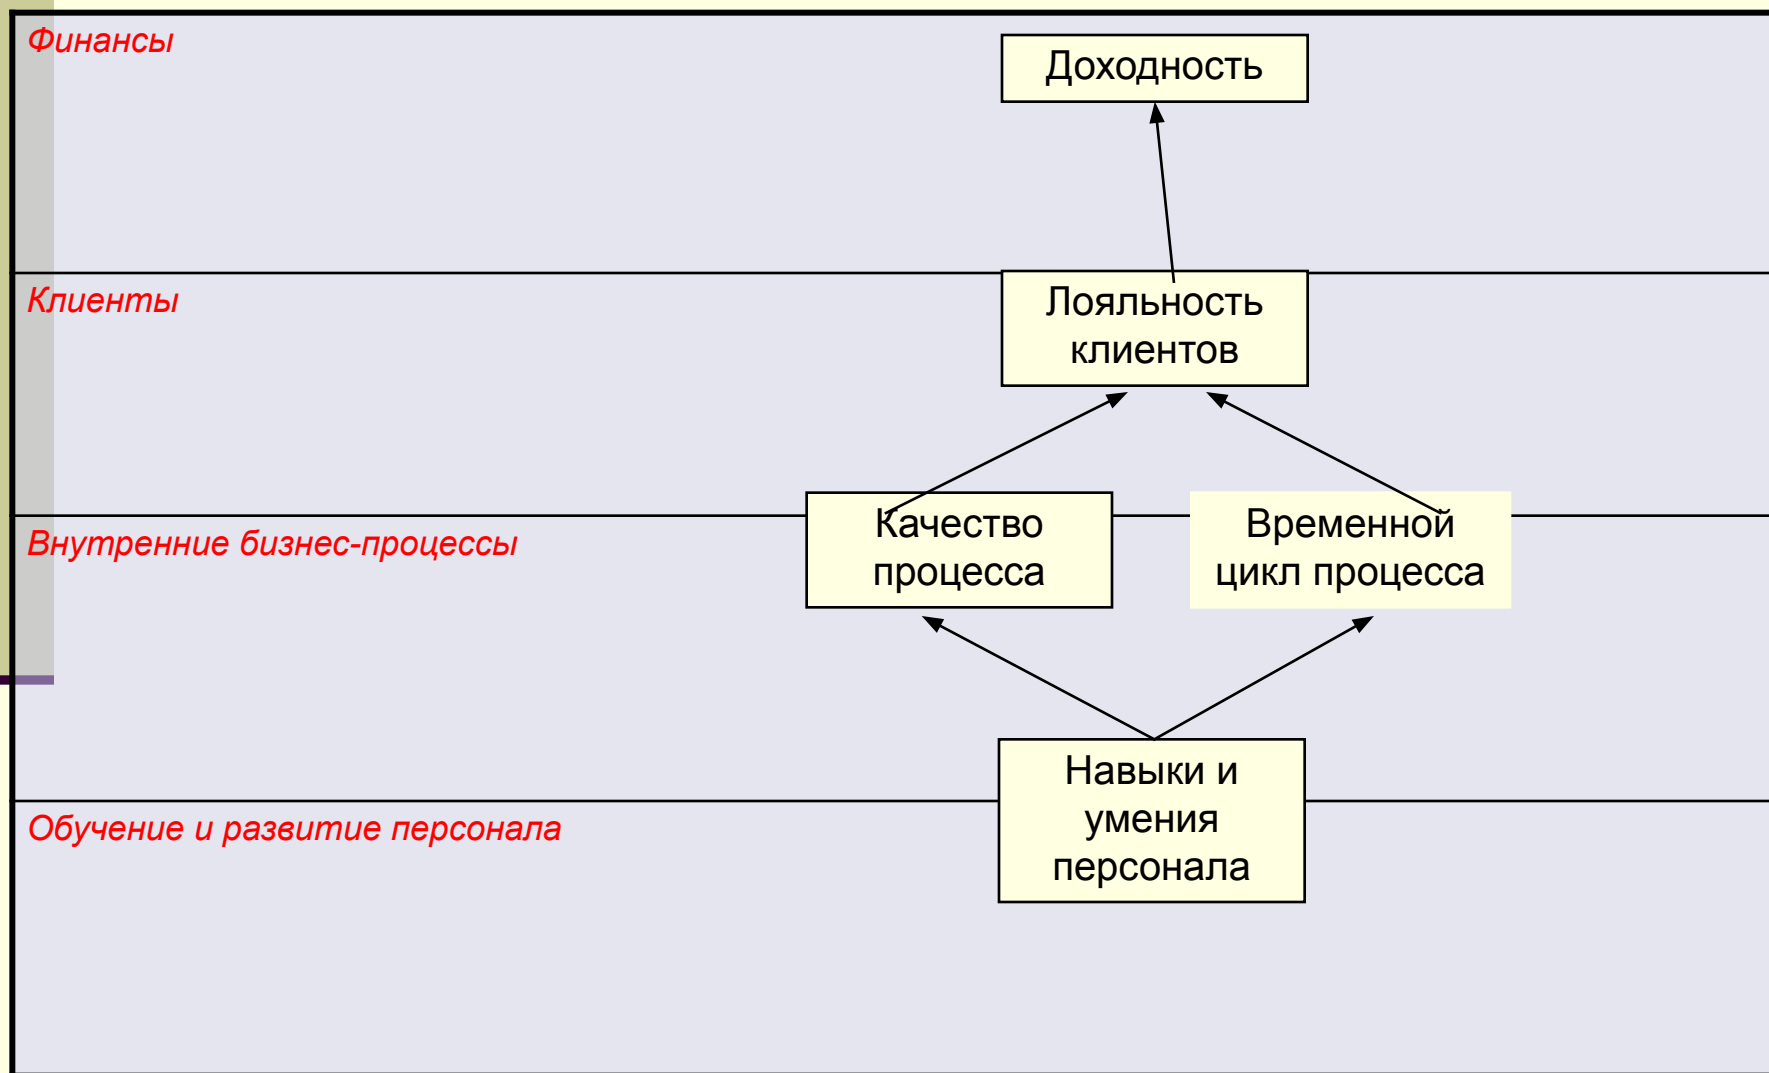 Финансы
Доходность
Клиенты
Лояльность
клиентов
Внутренние бизнес-процессы
Качество
процесса
Временной
цикл процесса
Обучение и развитие персонала
Навыки и
умения
персонала